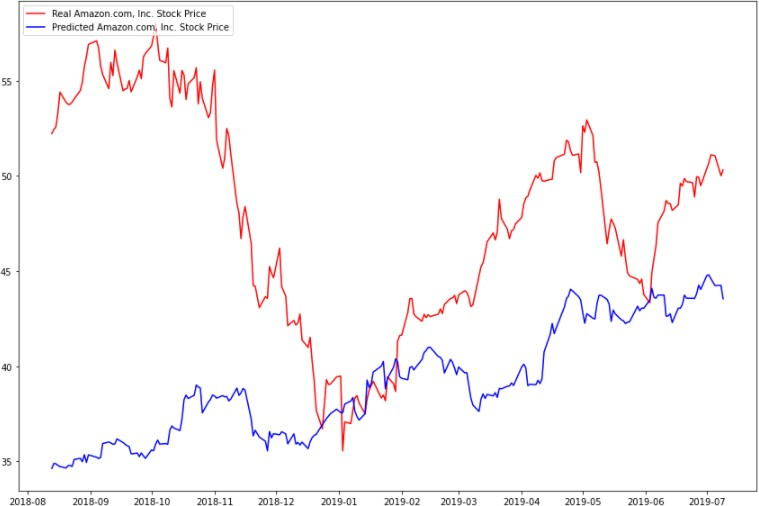 Real Amazon.com, Inc. Stock Price
Predicted Amazon.com, Inc. Stock Price
55
50
45
40
35
2018-08 2018-09 2018-10 2018-11 2018-12 2019-01 2019-02 2019-03 2019-04 2019-05 2019-06 2019-07